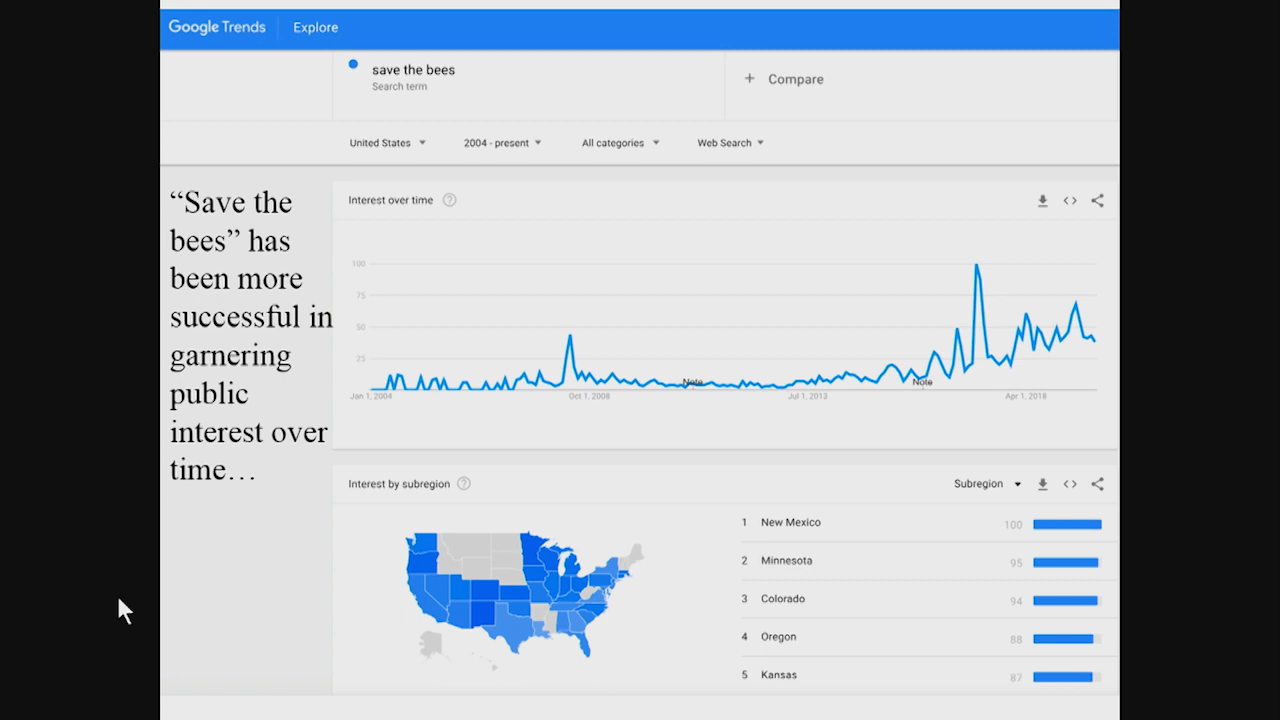 Google Trends Explore
save the bees
Search term
+ Compare
United States 2004 - present All categories Web Search
“Save the
bees” has
been more
successful in
garnering
public
interest over
time…
Interest over time ?
100
75
50
25
Note Note
Jan 1, 2004 Oct 1, 2008 Jul 1, 2013 Apr 1, 2018
Interest by subregion ? Subregion
1 New Mexico 100
2 Minnesota 95
3 Colorado 94
4 Oregon 88
5 Kansas 87